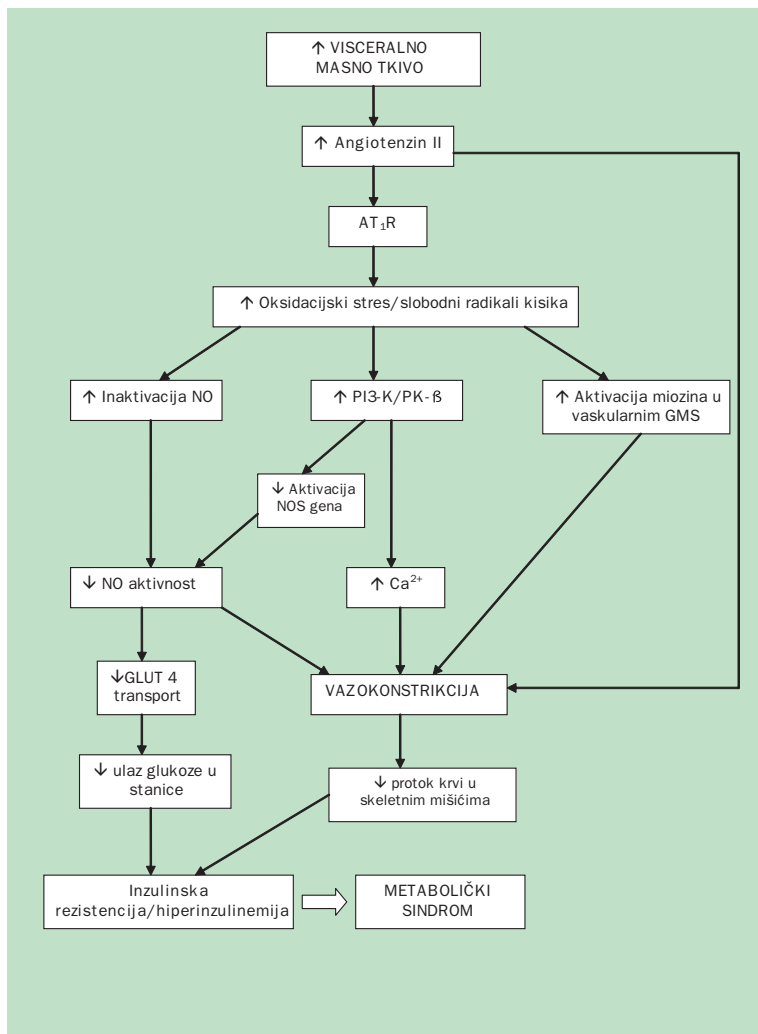 ↑ VISCERALNO
MASNO TKIVO
↑ Angiotenzin II
AT₁R
↑ Oksidacijski stres/slobodni radikali kisika
↑ Inaktivacija NO
↑ PI3-K/PK-ß
↑ Aktivacija miozina u
vaskularnim GMS
↓ Aktivacija
NOS gena
↓ NO aktivnost
↑ Ca²⁺
↓GLUT 4
transport
VAZOKONSTRIKCIJA
↓ ulaz glukoze u
stanice
↓ protok krvi u
skeletnim mišićima
Inzulinska
rezistencija/hiperinzulinemija
METABOLIČKI
SINDROM